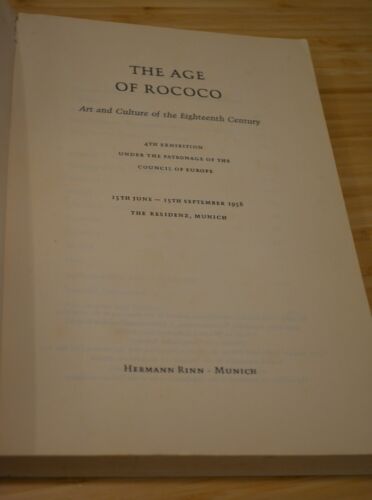 THE AGE
OF ROCOCO
Art and Culture of the Eighteenth Century
4TH EXHIBITION
UNDER THE PATRONAGE OF THE
COUNCIL OF EUROPE
15TH JUNE — 15TH SEPTEMBER 1958
THE RESIDENZ, MUNICH
HERMANN RINN · MUNICH